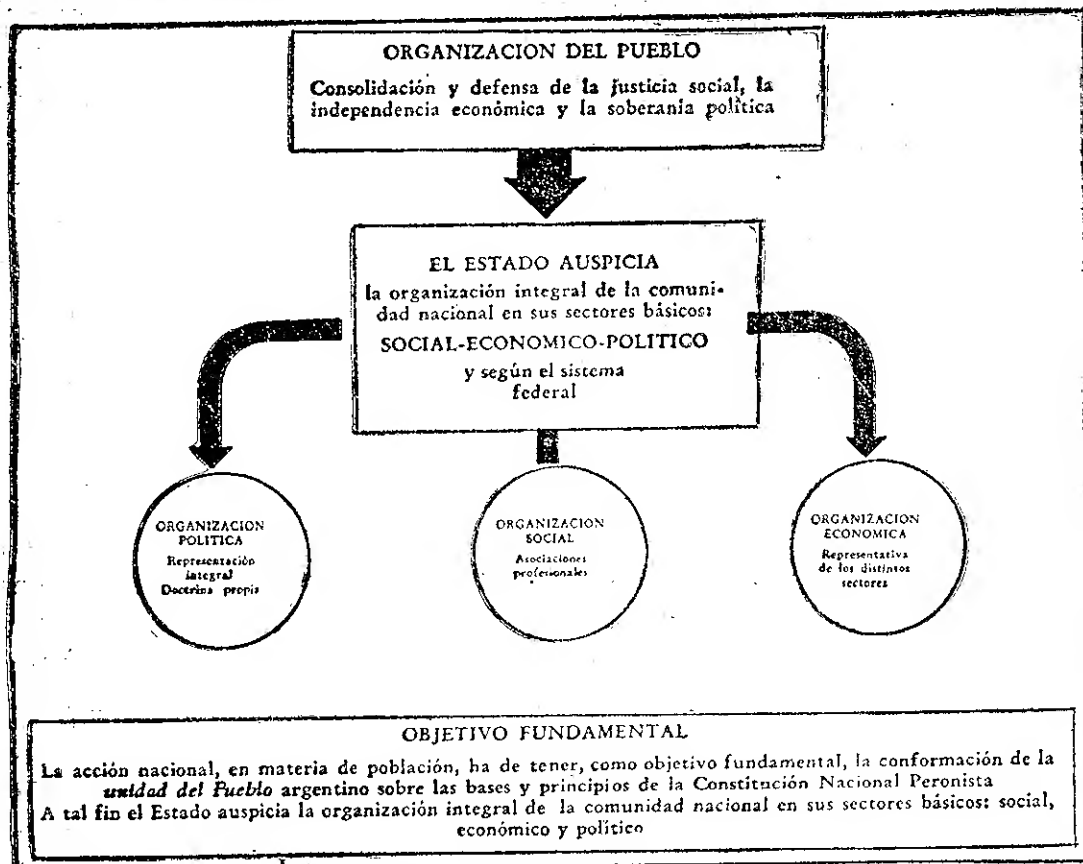 ORGANIZACION DEL PUEBLO
Consolidación y defensa de la justicia social, la
independencia económica y la soberanía política
EL ESTADO AUSPICIA
la organización integral de la comuni-
dad nacional en sus sectores básicos:
SOCIAL-ECONOMICO-POLITICO
y según el sistema
federal
ORGANIZACION
POLITICA
Representación
integral
Doctrina propia
ORGANIZACION
SOCIAL
Asociaciones
profesionales
ORGANIZACION
ECONOMICA
Representativa
de los distintos
sectores
OBJETIVO FUNDAMENTAL
La acción nacional, en materia de población, ha de tener, como objetivo fundamental, la conformación de la
unidad del Pueblo argentino sobre las bases y principios de la Constitución Nacional Peronista
A tal fin el Estado auspicia la organización integral de la comunidad nacional en sus sectores básicos: social,
económico y político